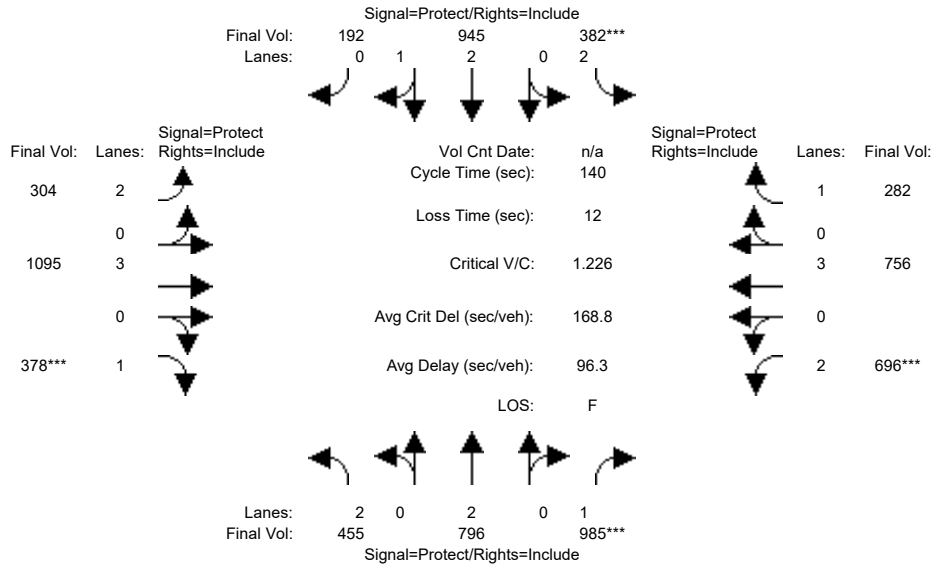 Signal=Protect/Rights=Include
Final Vol: 192 945 382***
Lanes: 0 1 2 0 2
Signal=Protect
Final Vol: Lanes: Rights=Include
Vol Cnt Date: n/a
Signal=Protect
Rights=Include Lanes: Final Vol:
Cycle Time (sec): 140
304 2
1 282
Loss Time (sec): 12
0
0
1095 3
Critical V/C: 1.226
3 756
0
Avg Crit Del (sec/veh): 168.8
0
378*** 1
Avg Delay (sec/veh): 96.3
2 696***
LOS: F
Lanes: 2 0 2 0 1
Final Vol: 455 796 985***
Signal=Protect/Rights=Include